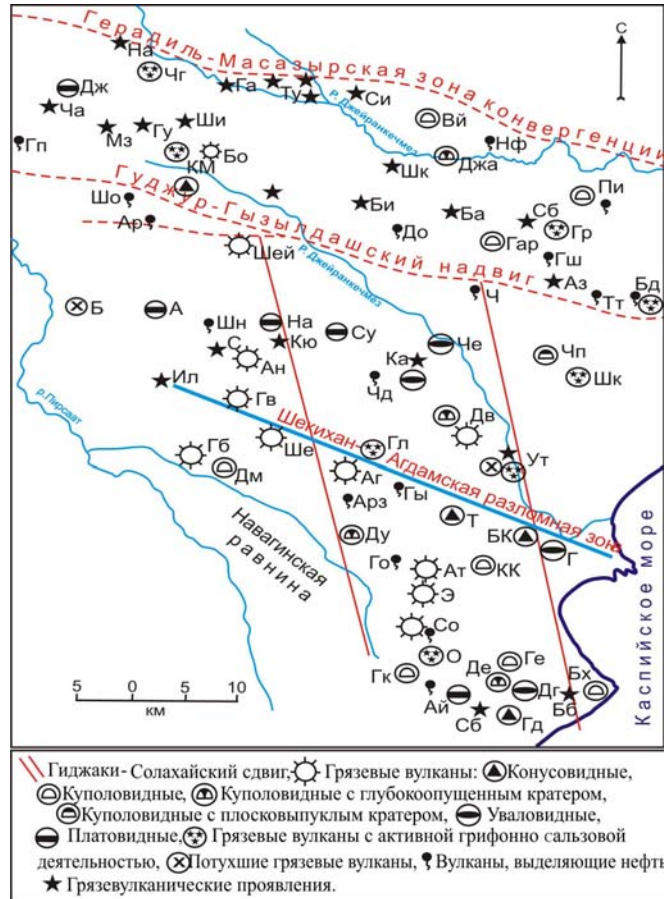 С
Герадиль-Масазырская зона конвергенции
На
Чг
Дж
Га
Ту
Си
р. Джейранкечмез
Вй
Ча
Мз
Гу
Ши
Гп
КМ
Бо
Шк
Джа
Нф
Гуджур-Гызылдашский надвиг
Шо
Ар
Би
До
Ба
Сб
Пи
Гар
Гр
Гш
Шей
р. Джейранкечмез
Ч
Аз
Тт
Бд
Б
А
Шн
На
Су
Че
С
Кю
Ка
Чп
Ан
Чд
Шк
Ил
Гв
р.Пирсаат
Шекихан-Агдамская разломная зона
Дв
Гб
Ше
Гл
Ут
Дм
Аг
Гы
Арз
Т
БК
Навагинская
равнина
Ду
Г
Го
Ат
КК
Э
Со
О
Ге
Гк
Де
Бх
Ай
Дг
Бб
Сб
Гд
Каспийское море
5 0 5 10
км
Гиджаки-Солахайский сдвиг, Грязевые вулканы: Конусовидные,
Куполовидные, Куполовидные с глубокоопущенным кратером,
Куполовидные с плосковыпуклым кратером, Уваловидные,
Платовидные, Грязевые вулканы с активной грифонно сальзовой
деятельностью, Потухшие грязевые вулканы, Вулканы, выделяющие нефть
Грязевулканические проявления.